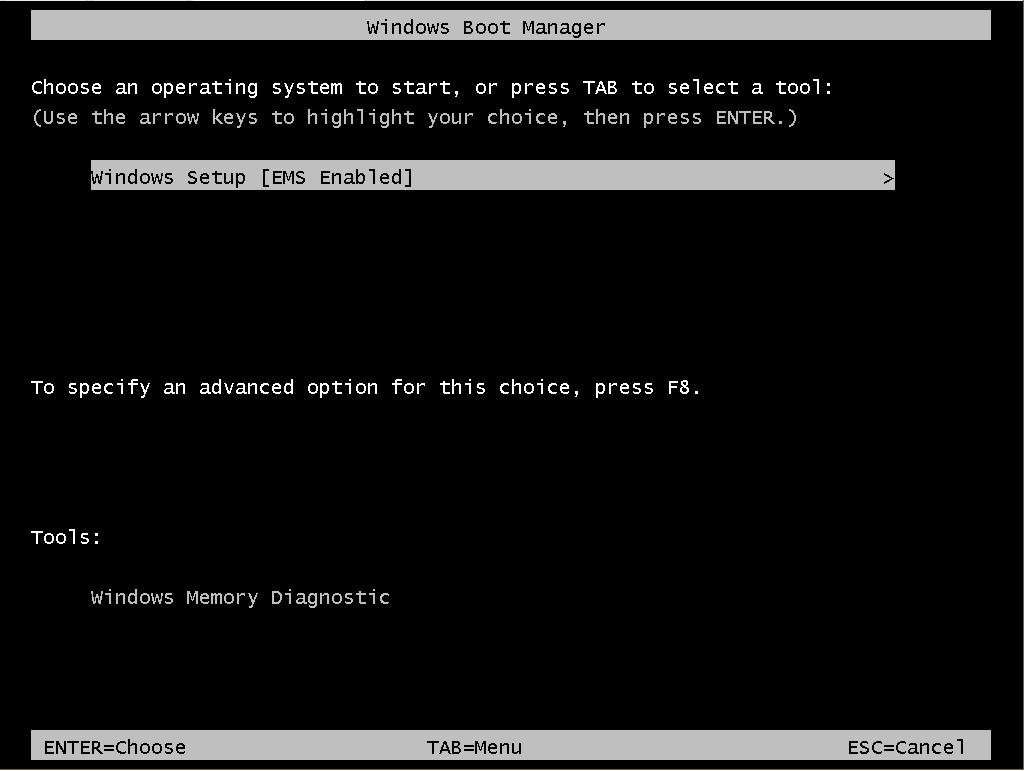 Windows Boot Manager
Choose an operating system to start, or press TAB to select a tool:
(Use the arrow keys to highlight your choice, then press ENTER.)
Windows Setup [EMS Enabled] >
To specify an advanced option for this choice, press F8.
Tools:
Windows Memory Diagnostic
ENTER=Choose TAB=Menu ESC=Cancel